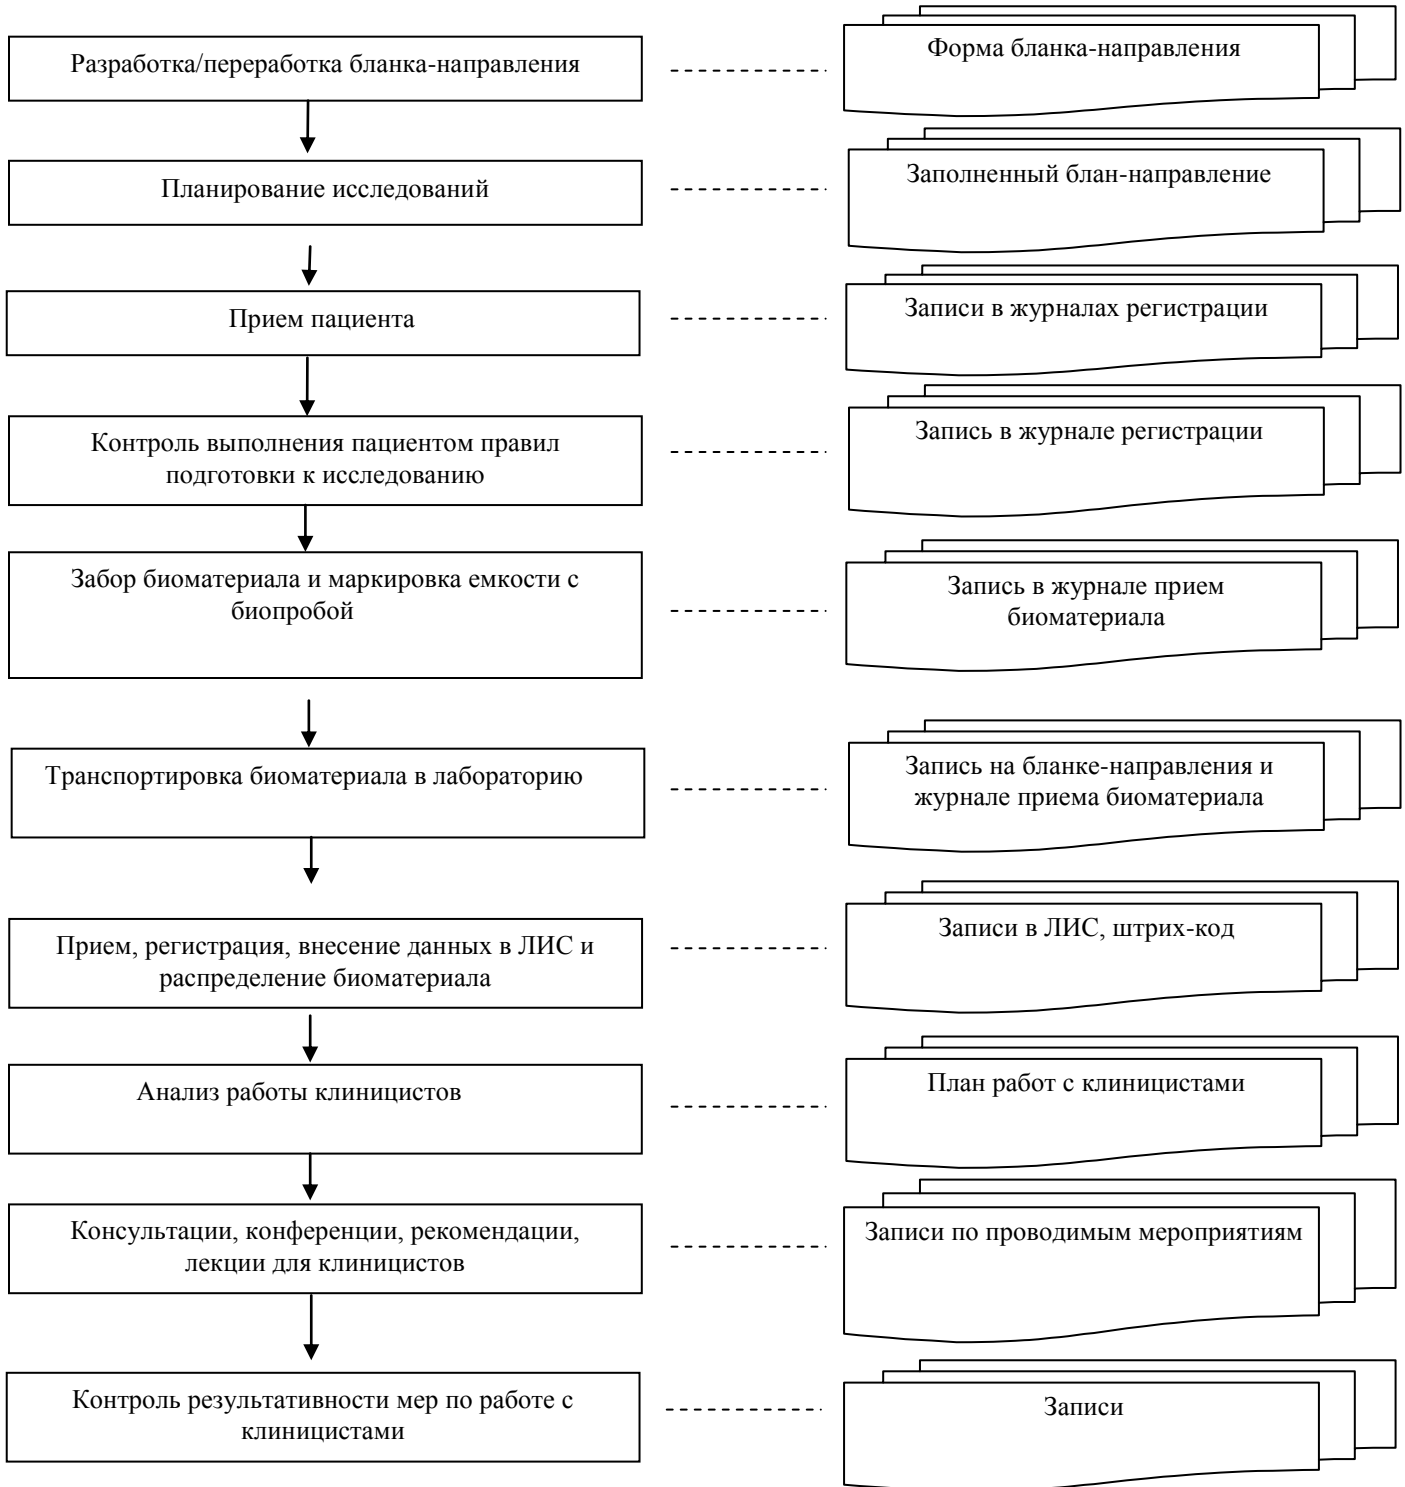 Разработка/переработка бланка-направления
Форма бланка-направления
Планирование исследований
Заполненный блан-направление
Прием пациента
Записи в журналах регистрации
Контроль выполнения пациентом правил
подготовки к исследованию
Запись в журнале регистрации
Забор биоматериала и маркировка емкости с
биопробой
Запись в журнале прием
биоматериала
Транспортировка биоматериала в лабораторию
Запись на бланке-направления и
журнале приема биоматериала
Прием, регистрация, внесение данных в ЛИС и
распределение биоматериала
Записи в ЛИС, штрих-код
Анализ работы клиницистов
План работ с клиницистами
Консультации, конференции, рекомендации,
лекции для клиницистов
Записи по проводимым мероприятиям
Контроль результативности мер по работе с
клиницистами
Записи